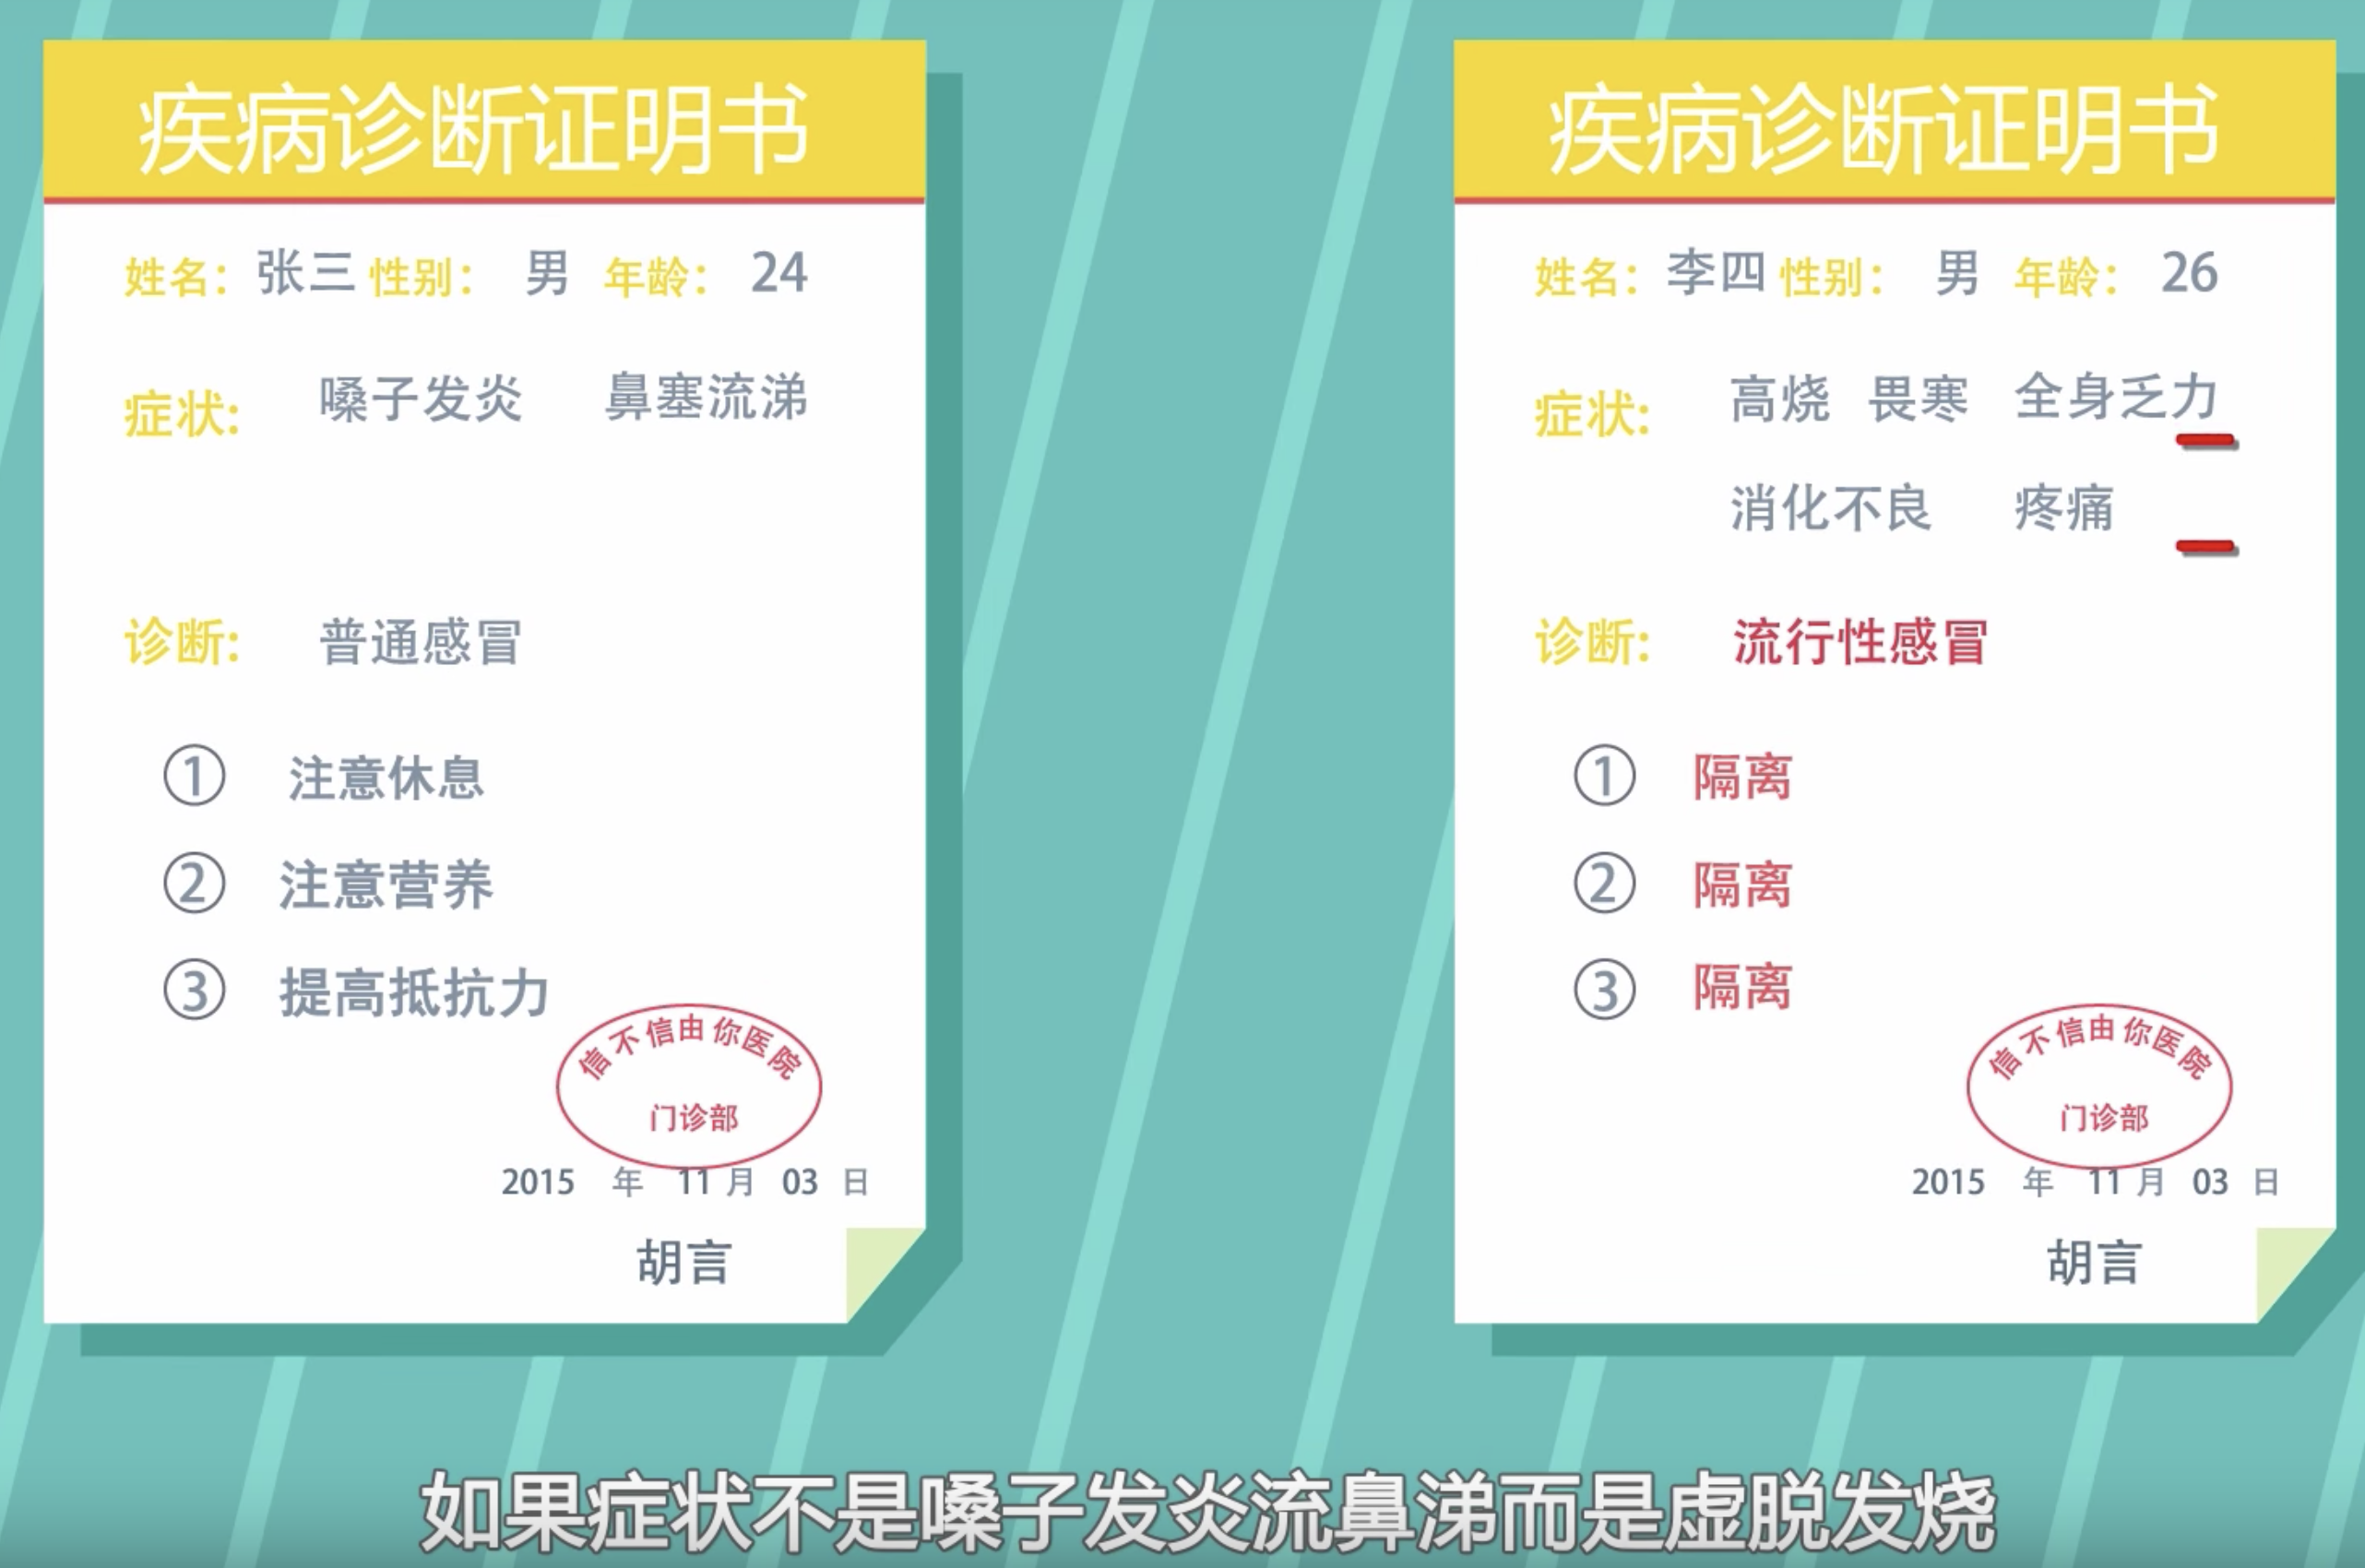 疾病诊断证明书
姓名: 张三 性别: 男 年龄: 24
症状: 嗓子发炎 鼻塞流涕
诊断: 普通感冒
① 注意休息
② 注意营养
③ 提高抵抗力
信不信由你医院
门诊部
2015 年 11 月 03 日
胡言
疾病诊断证明书
姓名: 李四 性别: 男 年龄: 26
症状: 高烧 畏寒 全身乏力
消化不良 疼痛
诊断: 流行性感冒
① 隔离
② 隔离
③ 隔离
信不信由你医院
门诊部
2015 年 11 月 03 日
胡言
如果症状不是嗓子发炎流鼻涕而是虚脱发烧